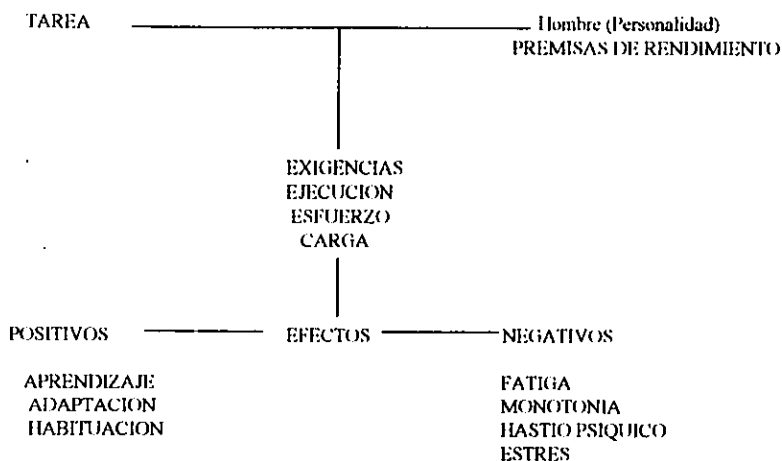 TAREA
Hombre (Personalidad)
PREMISAS DE RENDIMIENTO
EXIGENCIAS
EJECUCION
ESFUERZO
CARGA
POSITIVOS
EFECTOS
NEGATIVOS
APRENDIZAJE
ADAPTACION
HABITUACION
FATIGA
MONOTONIA
HASTIO PSIQUICO
ESTRES